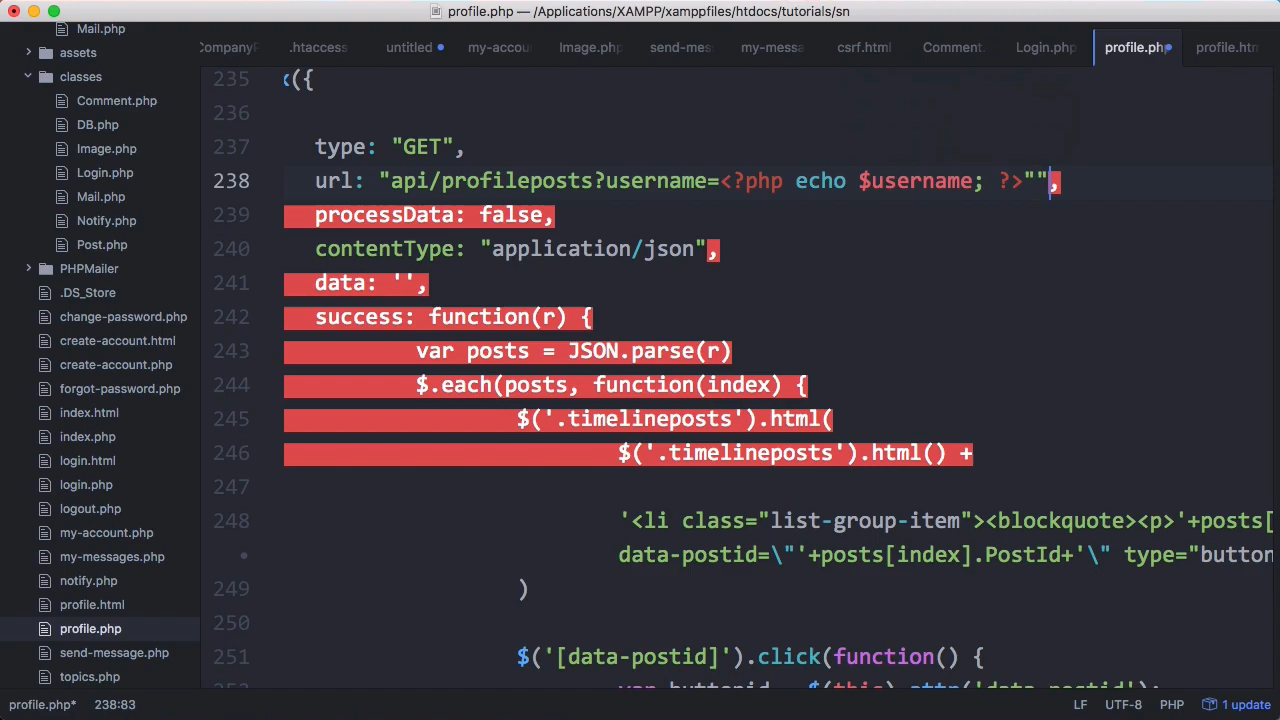 profile.php — /Applications/XAMPP/xamppfiles/htdocs/tutorials/sn
Mail.php
assets
classes
Comment.php
DB.php
Image.php
Login.php
Mail.php
Notify.php
Post.php
PHPMailer
.DS_Store
change-password.php
create-account.html
create-account.php
forgot-password.php
index.html
index.php
login.html
login.php
logout.php
my-account.php
my-messages.php
notify.php
profile.html
profile.php
send-message.php
topics.php
CompanyP .htaccess untitled my-accou Image.php send-mes my-messa csrf.html Comment. Login.php profile.php profile.htm
235 x({
236
237 type: "GET",
238 url: "api/profileposts?username=<?php echo $username; ?>"",
239 processData: false,
240 contentType: "application/json",
241 data: '',
242 success: function(r) {
243 var posts = JSON.parse(r)
244 $.each(posts, function(index) {
245 $('.timelineposts').html(
246 $('.timelineposts').html() +
247
248 '<li class="list-group-item"><blockquote><p>'+posts[
data-postid=\"'+posts[index].PostId+'\" type="button
249 )
250
251 $('[data-postid]').click(function() {
252 var buttonid = $(this).attr('data-postid');
profile.php* 238:83 LF UTF-8 PHP 1 update